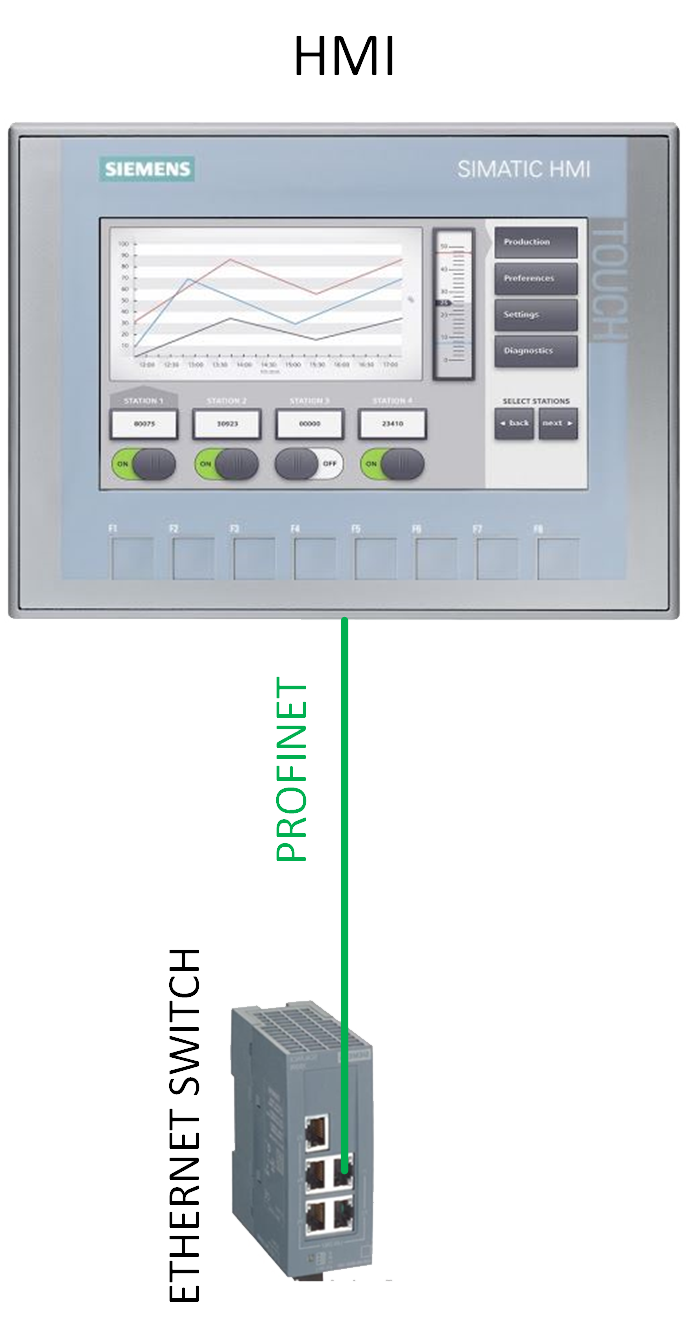 HMI
SIEMENS
SIMATIC HMI
TOUCH
100
90
80
70
60
50
40
30
20
10
12:00 12:30 13:00 13:30 14:00 14:30 15:00 15:30 16:00 16:30 17:00
50
40
30
25
20
10
0
Production
Preferences
Settings
Diagnostics
STATION 1 STATION 2 STATION 3 STATION 4
80075 30923 00000 23410
ON ON OFF ON
SELECT STATIONS
back next
F1 F2 F3 F4 F5 F6 F7 F8
PROFINET
ETHERNET SWITCH